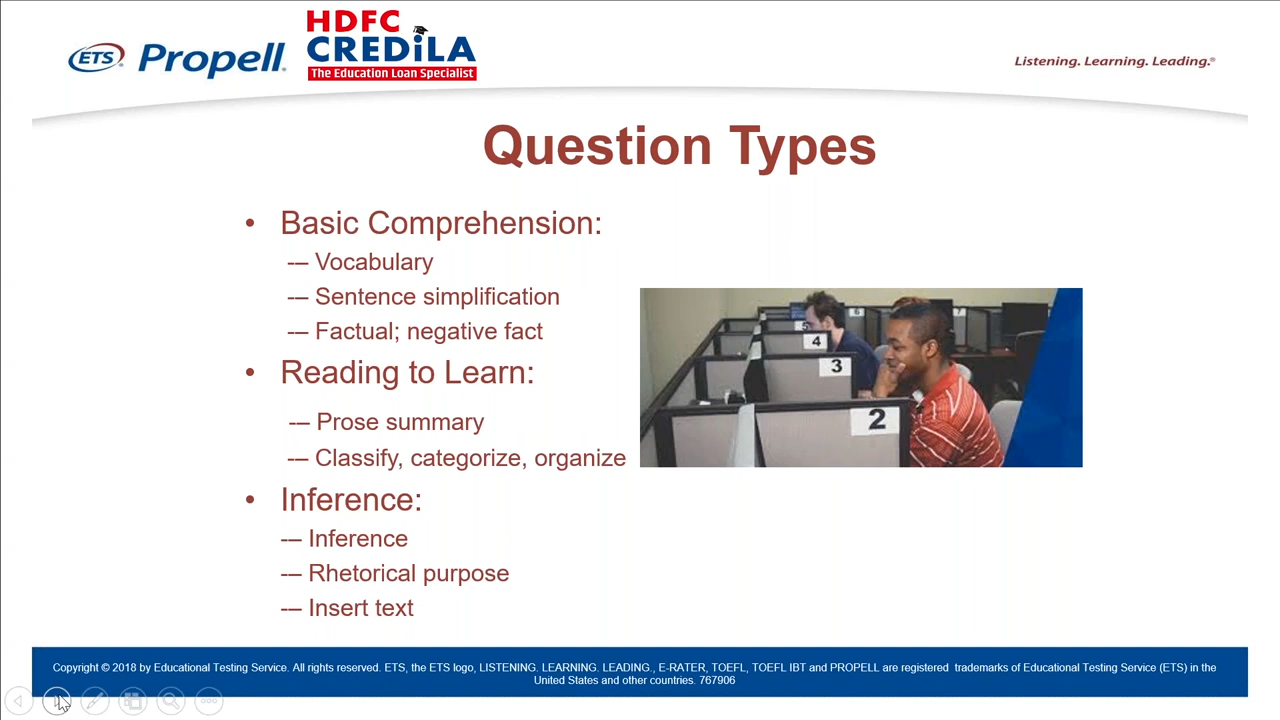 ETS Propell
HDFC
CREDiLA
The Education Loan Specialist
Listening. Learning. Leading.®
Question Types
• Basic Comprehension:
-– Vocabulary
-– Sentence simplification
-– Factual; negative fact
• Reading to Learn:
-– Prose summary
-– Classify, categorize, organize
• Inference:
-– Inference
-– Rhetorical purpose
-– Insert text
6
7
5
4
3
2
Copyright © 2018 by Educational Testing Service. All rights reserved. ETS, the ETS logo, LISTENING. LEARNING. LEADING., E-RATER, TOEFL, TOEFL IBT and PROPELL are registered trademarks of Educational Testing Service (ETS) in the
United States and other countries. 767906